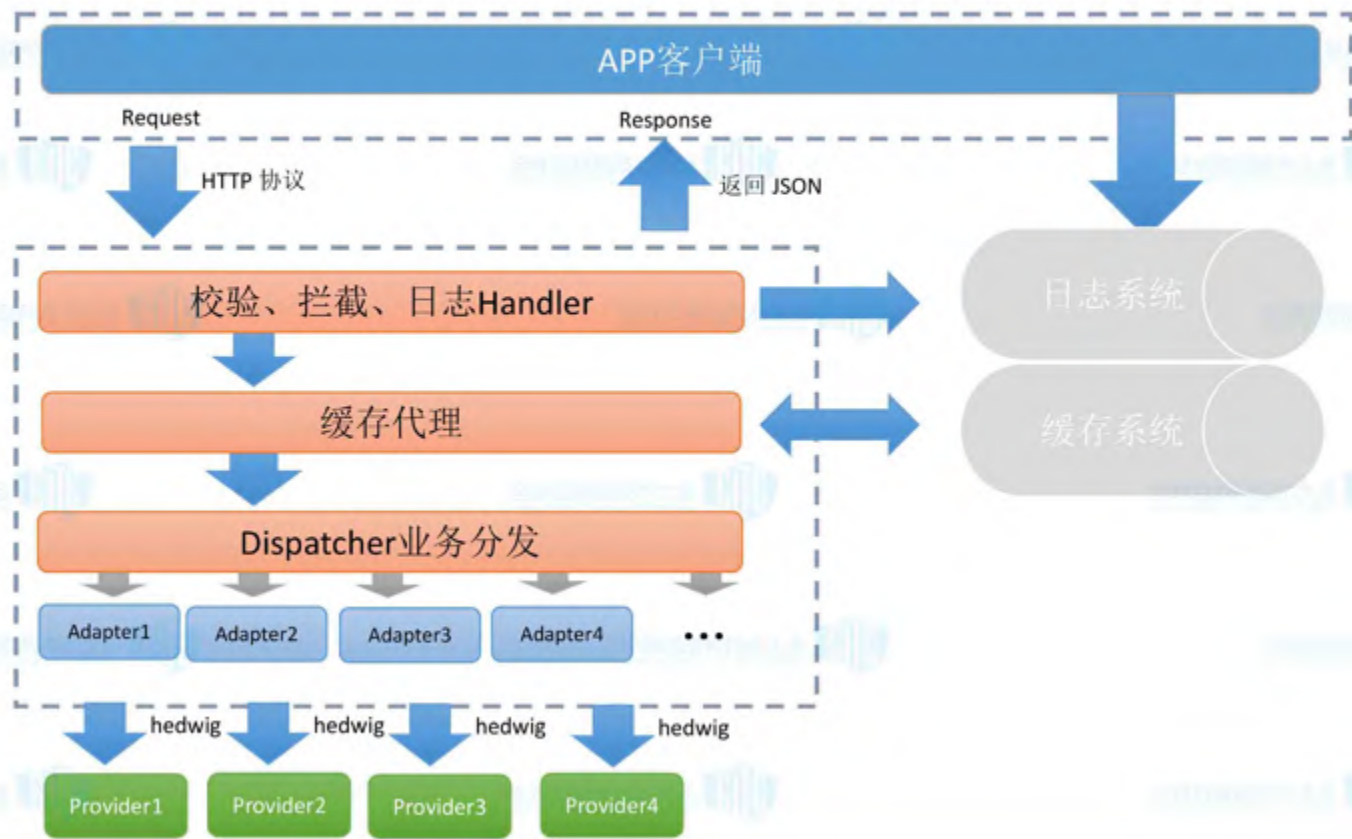 APP客户端
Request
Response
HTTP 协议
返回 JSON
校验、拦截、日志Handler
日志系统
缓存代理
缓存系统
Dispatcher业务分发
Adapter1
Adapter2
Adapter3
Adapter4
...
hedwig
hedwig
hedwig
hedwig
Provider1
Provider2
Provider3
Provider4